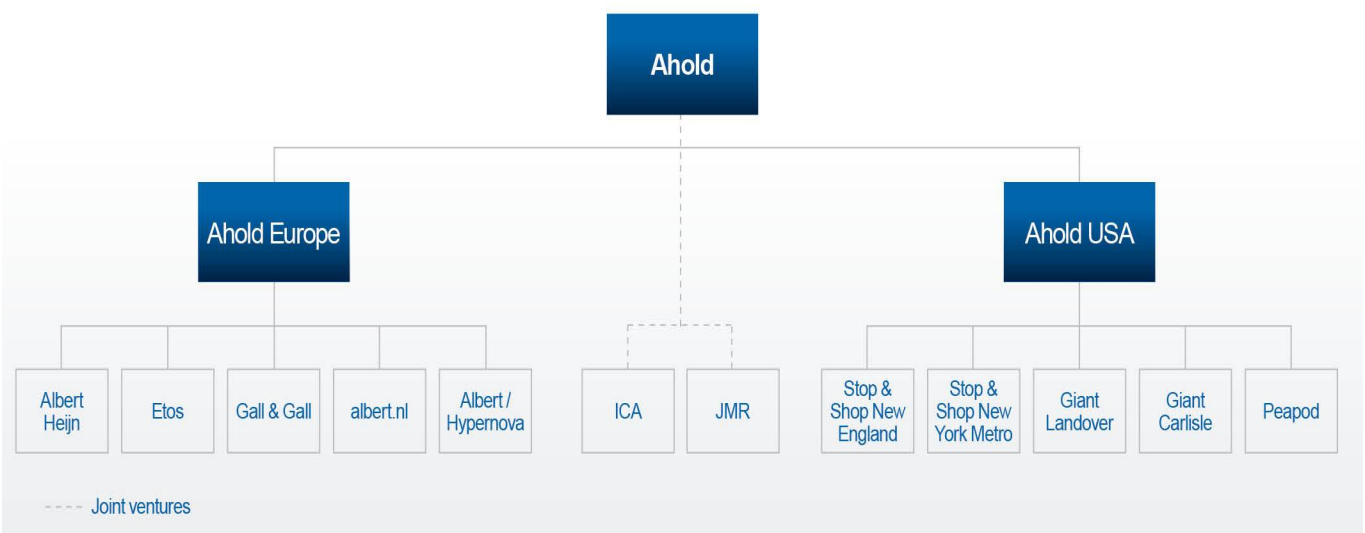 Ahold
Ahold Europe
Ahold USA
Albert
Heijn
Etos
Gall & Gall
albert.nl
Albert /
Hypernova
ICA
JMR
Stop &
Shop New
England
Stop &
Shop New
York Metro
Giant
Landover
Giant
Carlisle
Peapod
Joint ventures